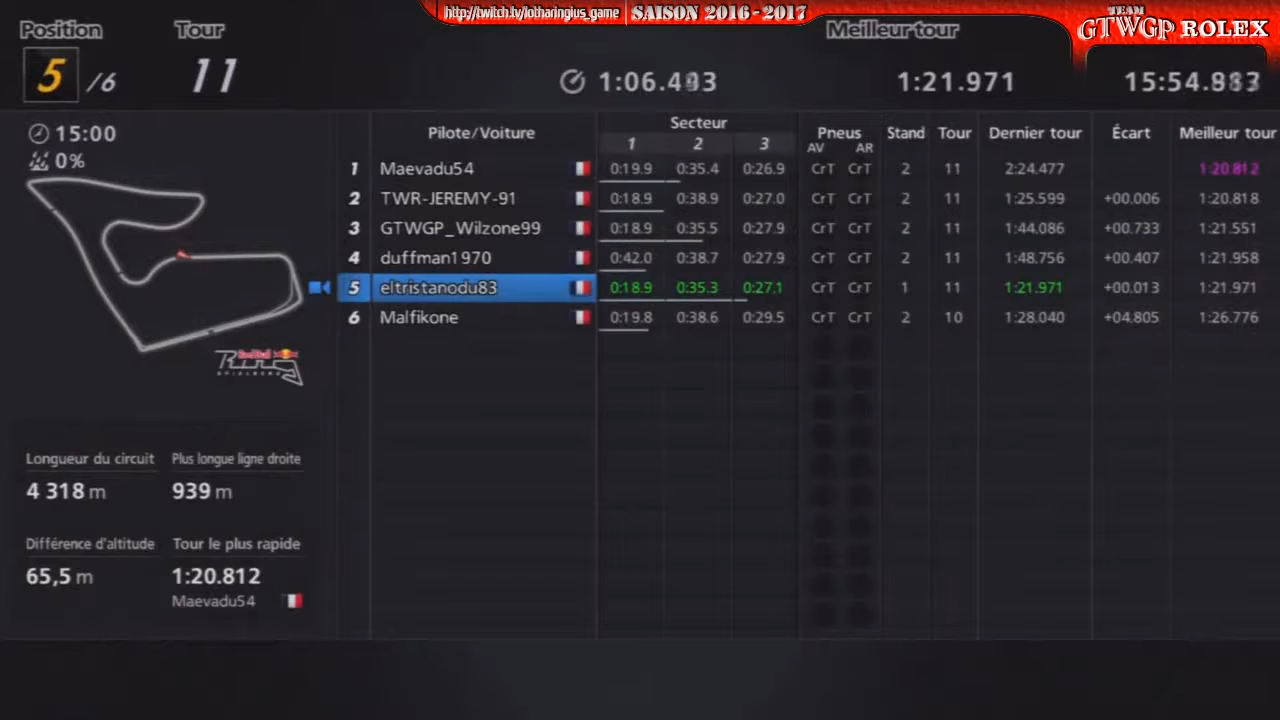 http://twitch.tv/lotharingius_game SAISON 2016-2017
TEAM
GTWGP ROLEX
Position Tour Meilleur tour
5 /6 11 1:21.971
15:00
0%
Pilote/Voiture Secteur Pneus Stand Tour Dernier tour Écart Meilleur tour
1 2 3 AV AR
1 Maevadu54 0:19.9 0:35.4 0:26.9 CrT CrT 2 11 2:24.477 1:20.812
2 TWR-JEREMY-91 0:18.9 0:38.9 0:27.0 CrT CrT 2 11 1:25.599 +00.006 1:20.818
3 GTWGP_Wilzone99 0:18.9 0:35.5 0:27.9 CrT CrT 2 11 1:44.086 +00.733 1:21.551
4 duffman1970 0:42.0 0:38.7 0:27.9 CrT CrT 2 11 1:48.756 +00.407 1:21.958
5 eltristanodu83 0:18.9 0:35.3 0:27.1 CrT CrT 1 11 1:21.971 +00.013 1:21.971
6 Malfikone 0:19.8 0:38.6 0:29.5 CrT CrT 2 10 1:28.040 +04.805 1:26.776
Red Bull
Ring
SPIELBERG
Longueur du circuit Plus longue ligne droite
4 318 m 939 m
Différence d'altitude Tour le plus rapide
65,5 m 1:20.812
Maevadu54